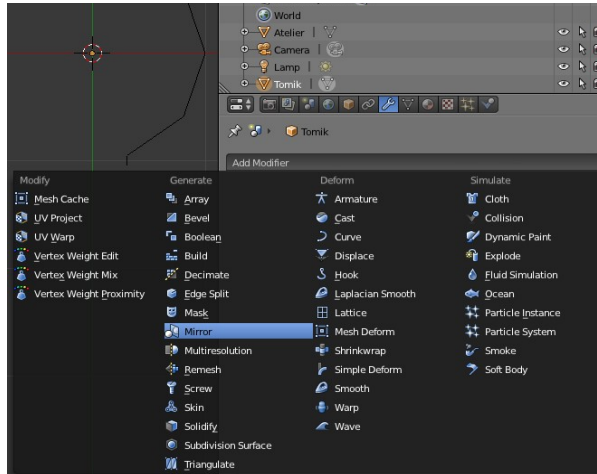 World
Atelier
Camera
Lamp
Tomik
Tomik
Add Modifier
Modify
Mesh Cache
UV Project
UV Warp
Vertex Weight Edit
Vertex Weight Mix
Vertex Weight Proximity
Generate
Array
Bevel
Boolean
Build
Decimate
Edge Split
Mask
Mirror
Multiresolution
Remesh
Screw
Skin
Solidify
Subdivision Surface
Triangulate
Deform
Armature
Cast
Curve
Displace
Hook
Laplacian Smooth
Lattice
Mesh Deform
Shrinkwrap
Simple Deform
Smooth
Warp
Wave
Simulate
Cloth
Collision
Dynamic Paint
Explode
Fluid Simulation
Ocean
Particle Instance
Particle System
Smoke
Soft Body